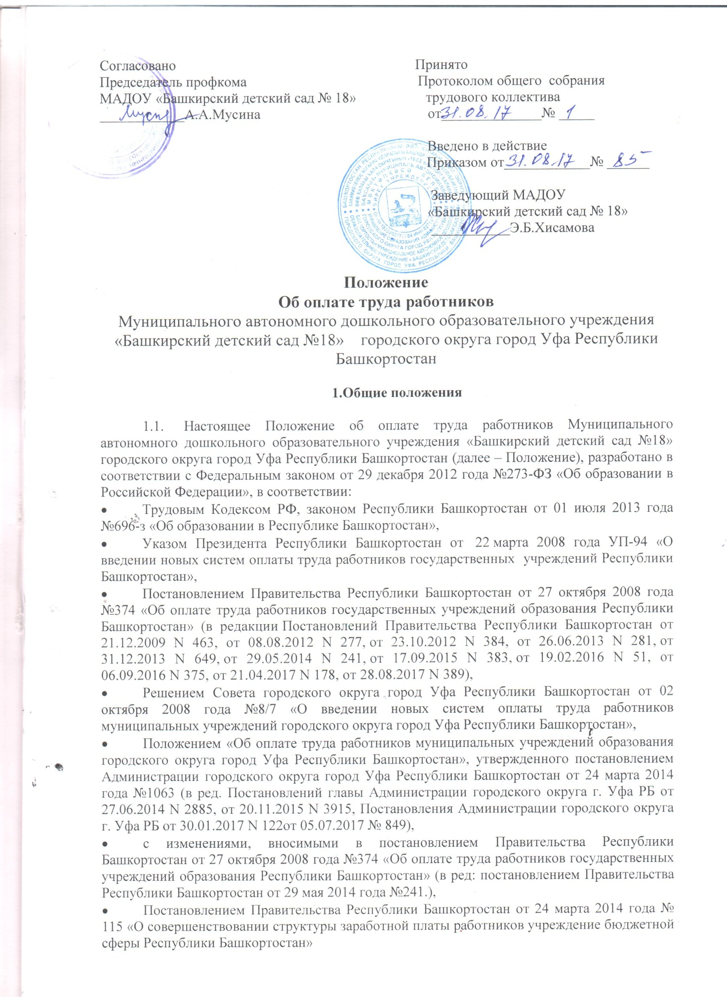 Согласовано
Председатель профкома
МАДОУ «Башкирский детский сад № 18»
____________А.А.Мусина
Принято
Протоколом общего  собрания
трудового коллектива
от31.08.17№ 1
Введено в действие
Приказом от31.08.17№ 85
Заведующий МАДОУ
«Башкирский детский сад № 18»
___________Э.Б.Хисамова
Положение
Об оплате труда работников
Муниципального автономного дошкольного образовательного учреждения
«Башкирский детский сад №18»    городского округа город Уфа Республики
Башкортостан
1.Общие положения
1.1. Настоящее Положение об оплате труда работников Муниципального
автономного дошкольного образовательного учреждения «Башкирский детский сад №18»
городского округа город Уфа Республики Башкортостан (далее – Положение), разработано в
соответствии с Федеральным законом от 29 декабря 2012 года №273-ФЗ «Об образовании в
Российской Федерации», в соответствии:
• Трудовым Кодексом РФ, законом Республики Башкортостан от 01 июля 2013 года
№696-з «Об образовании в Республике Башкортостан»,
• Указом Президента Республики Башкортостан от 22 марта 2008 года УП-94 «О
введении новых систем оплаты труда работников государственных  учреждений Республики
Башкортостан»,
• Постановлением Правительства Республики Башкортостан от 27 октября 2008 года
№374 «Об оплате труда работников государственных учреждений образования Республики
Башкортостан» (в редакции Постановлений Правительства Республики Башкортостан от
21.12.2009 N 463, от 08.08.2012 N 277, от 23.10.2012 N 384, от 26.06.2013 N 281, от
31.12.2013 N 649, от 29.05.2014 N 241, от 17.09.2015 N 383, от 19.02.2016 N 51, от
06.09.2016 N 375, от 21.04.2017 N 178, от 28.08.2017 N 389),
• Решением Совета городского округа город Уфа Республики Башкортостан от 02
октября 2008 года №8/7 «О введении новых систем оплаты труда работников
муниципальных учреждений городского округа город Уфа Республики Башкортостан»,
• Положением «Об оплате труда работников муниципальных учреждений образования
городского округа город Уфа Республики Башкортостан», утвержденного постановлением
Администрации городского округа город Уфа Республики Башкортостан от 24 марта 2014
года №1063 (в ред. Постановлений главы Администрации городского округа г. Уфа РБ от
27.06.2014 N 2885, от 20.11.2015 N 3915, Постановления Администрации городского округа
г. Уфа РБ от 30.01.2017 N 122от 05.07.2017 № 849),
• с изменениями, вносимыми в постановлением Правительства Республики
Башкортостан от 27 октября 2008 года №374 «Об оплате труда работников государственных
учреждений образования Республики Башкортостан» (в ред: постановлением Правительства
Республики Башкортостан от 29 мая 2014 года №241.),
• Постановлением Правительства Республики Башкортостан от 24 марта 2014 года №
115 «О совершенствовании структуры заработной платы работников учреждение бюджетной
сферы Республики Башкортостан»